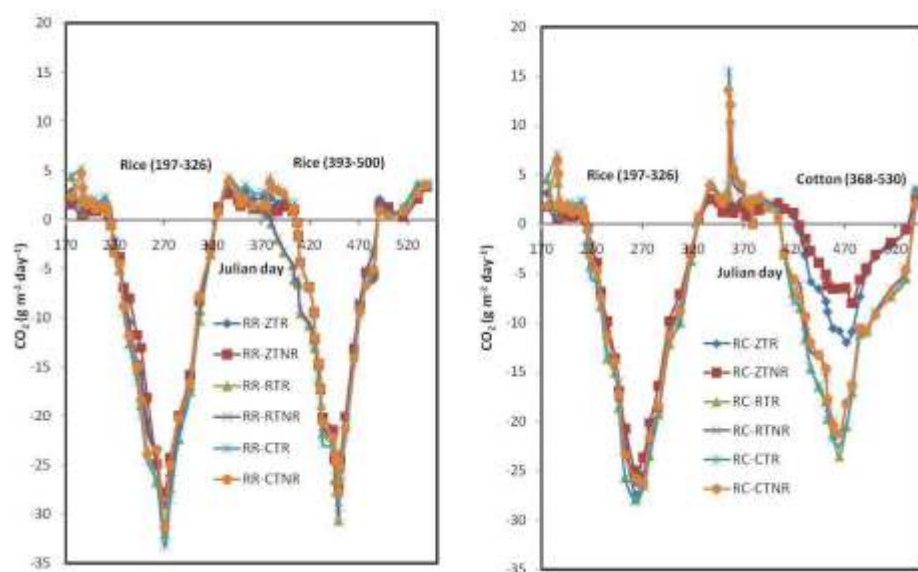 20
15
10
5
0
-5
-10
-15
-20
-25
-30
-35
CO2 (g m-2 day-1)
Rice (197-326)
Rice (393-500)
170 220 270 320 370 420 470 520
Julian day
RR-ZTR
RR-ZTNR
RR-RTR
RR-RTNR
RR-CTR
RR-CTNR
20
15
10
5
0
-5
-10
-15
-20
-25
-30
-35
CO2 (g m-2 day-1)
Rice (197-326)
Cotton (368-530)
170 220 270 320 370 420 470 520
Julian day
RC-ZTR
RC-ZTNR
RC-RTR
RC-RTNR
RC-CTR
RC-CTNR